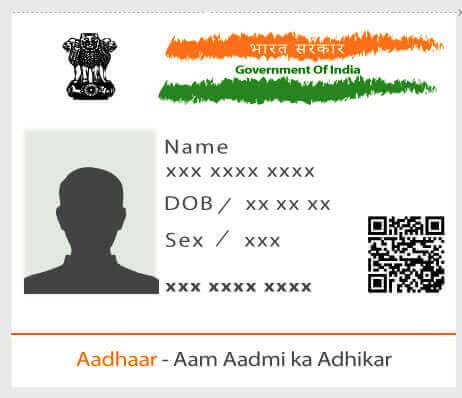 भारत सरकार
Government Of India
Name
xxx xxxx xxxx
DOB / xx xx xx
Sex / xxx
xxx xxxx xxxx
Aadhaar - Aam Aadmi ka Adhikar